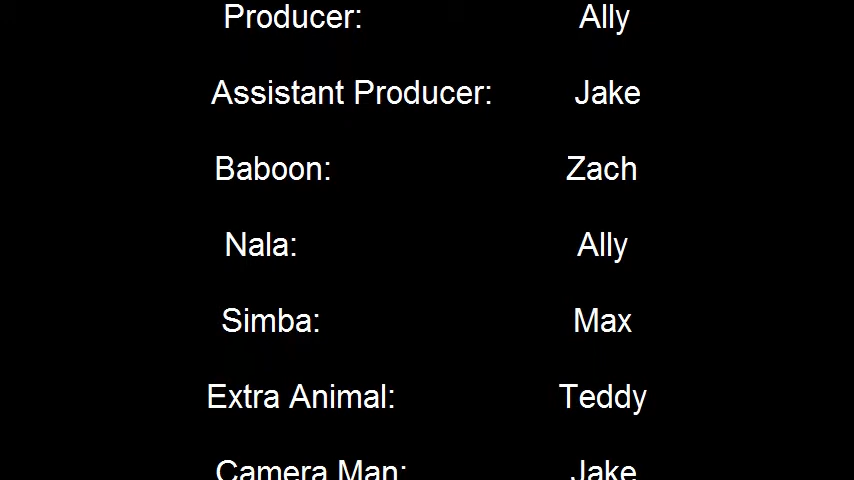 Producer: Ally
Assistant Producer: Jake
Baboon: Zach
Nala: Ally
Simba: Max
Extra Animal: Teddy
Camera Man: Jake